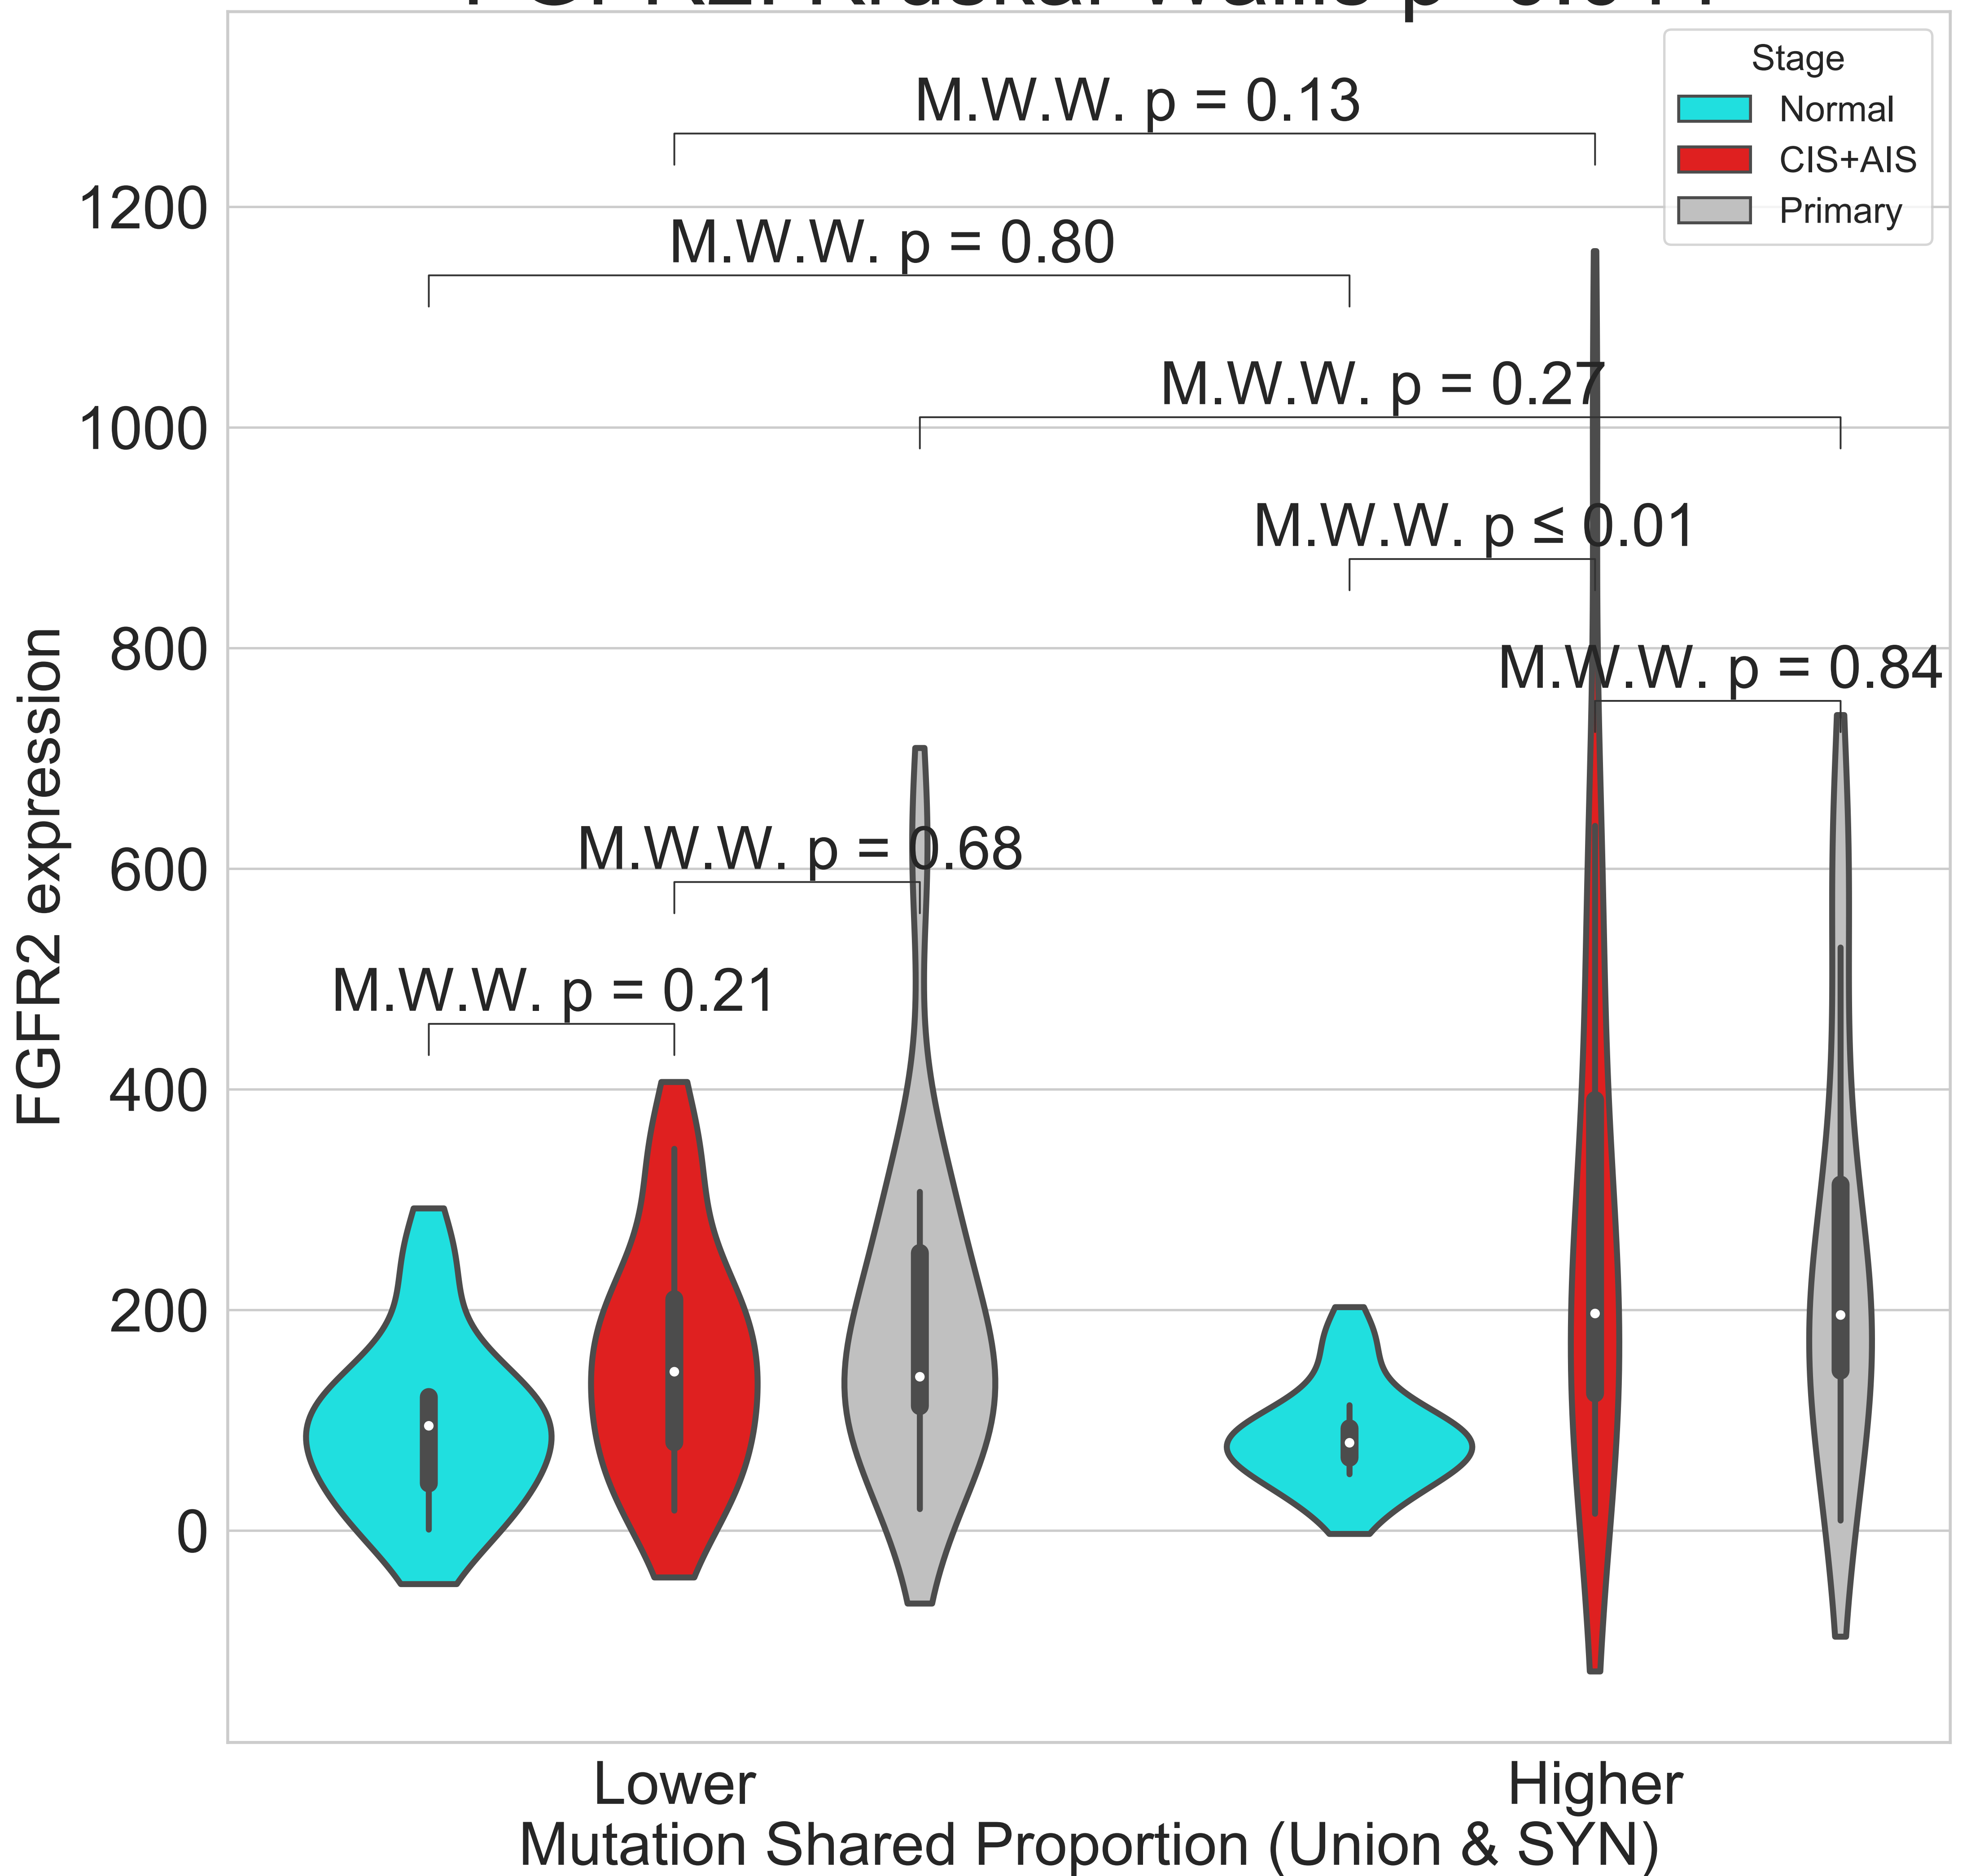 Stage
Normal
CIS+AIS
Primary
M.W.W. p = 0.13
M.W.W. p = 0.80
M.W.W. p = 0.27
M.W.W. p ≤ 0.01
M.W.W. p = 0.84
M.W.W. p = 0.68
M.W.W. p = 0.21
1200
1000
800
600
400
200
0
FGFR2 expression
Lower
Higher
Mutation Shared Proportion (Union & SYN)